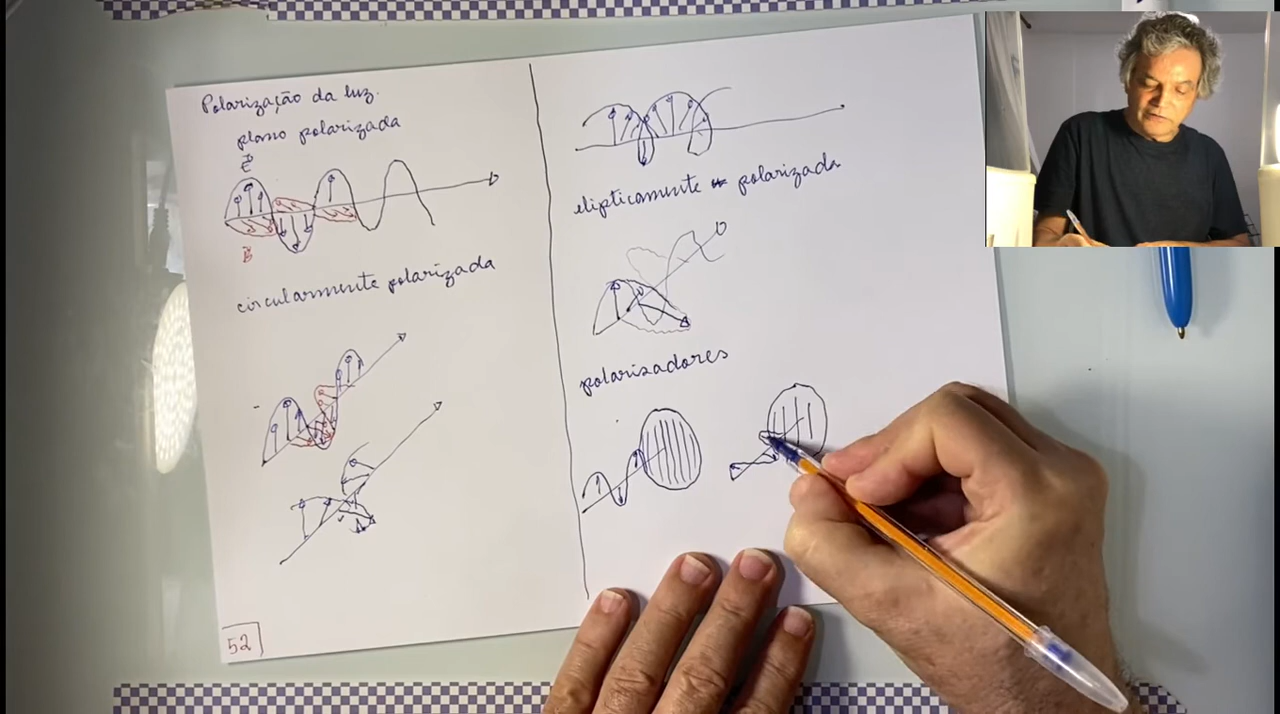 Polarização da luz.
plano polarizada
E
B
circularmente polarizada
52
elipticamente polarizada
polarizadores